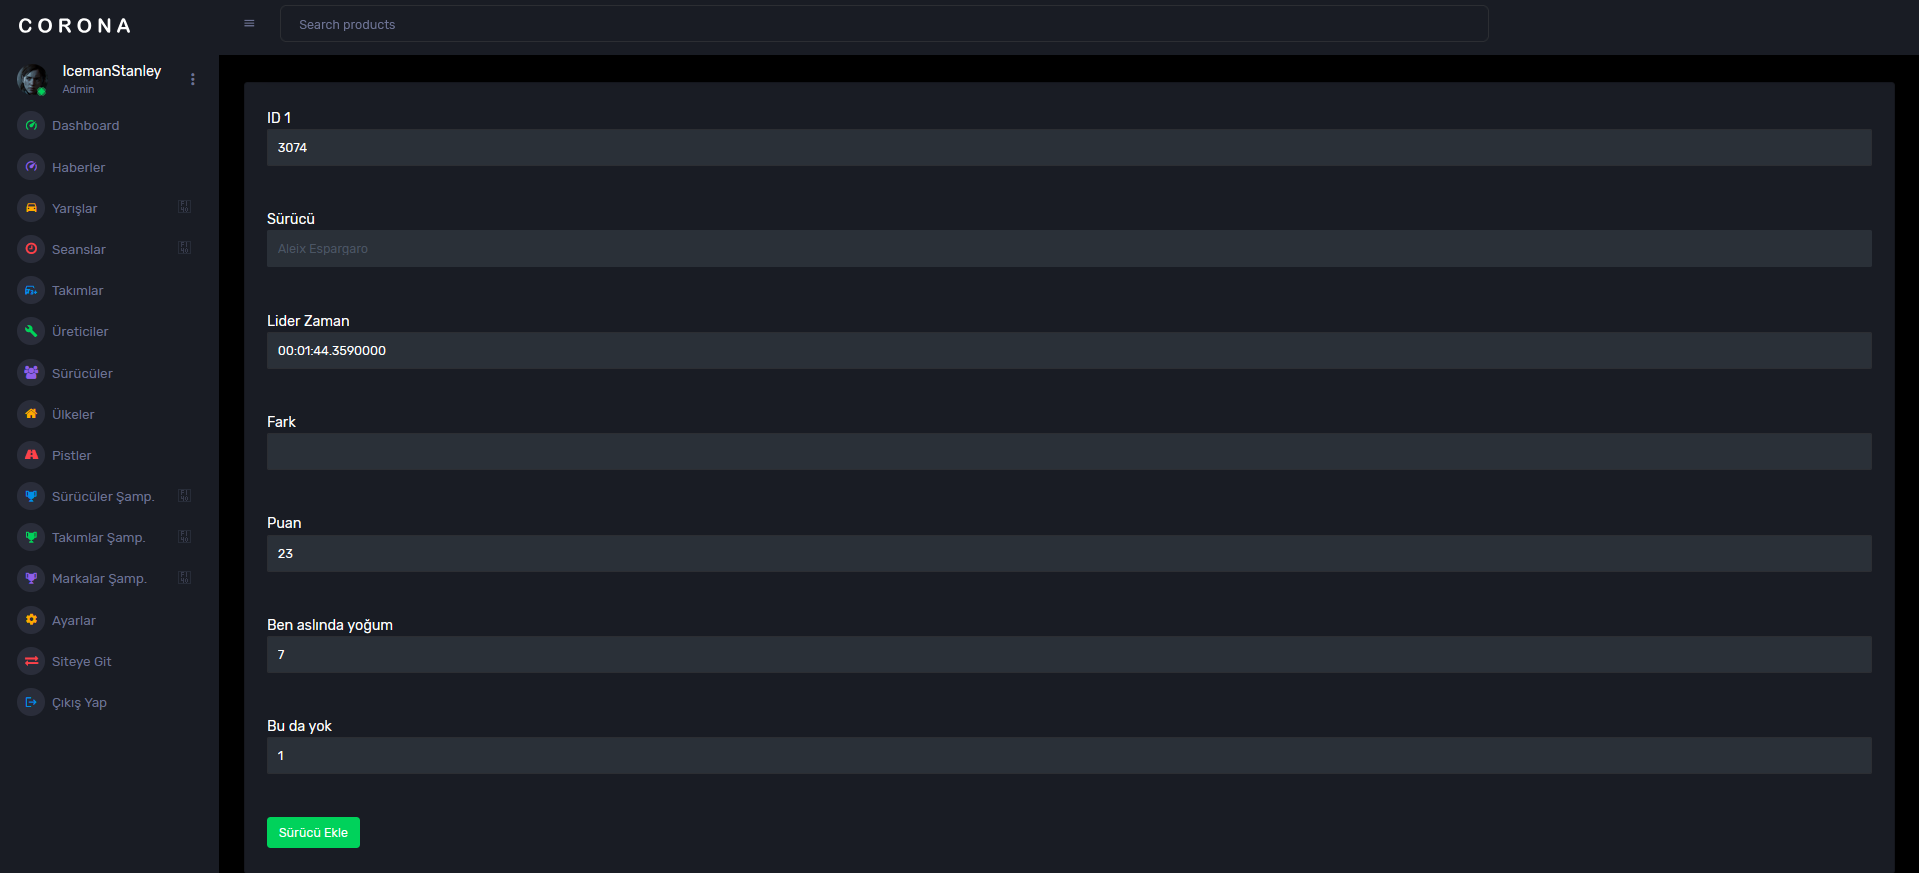 CORONA
Search products
IcemanStanley
Admin
Dashboard
Haberler
Yarışlar
Seanslar
Takımlar
Üreticiler
Sürücüler
Ülkeler
Pistler
Sürücüler Şamp.
Takımlar Şamp.
Markalar Şamp.
Ayarlar
Siteye Git
Çıkış Yap
ID 1
3074
Sürücü
Aleix Espargaro
Lider Zaman
00:01:44.3590000
Fark
Puan
23
Ben aslında yoğum
7
Bu da yok
1
Sürücü Ekle